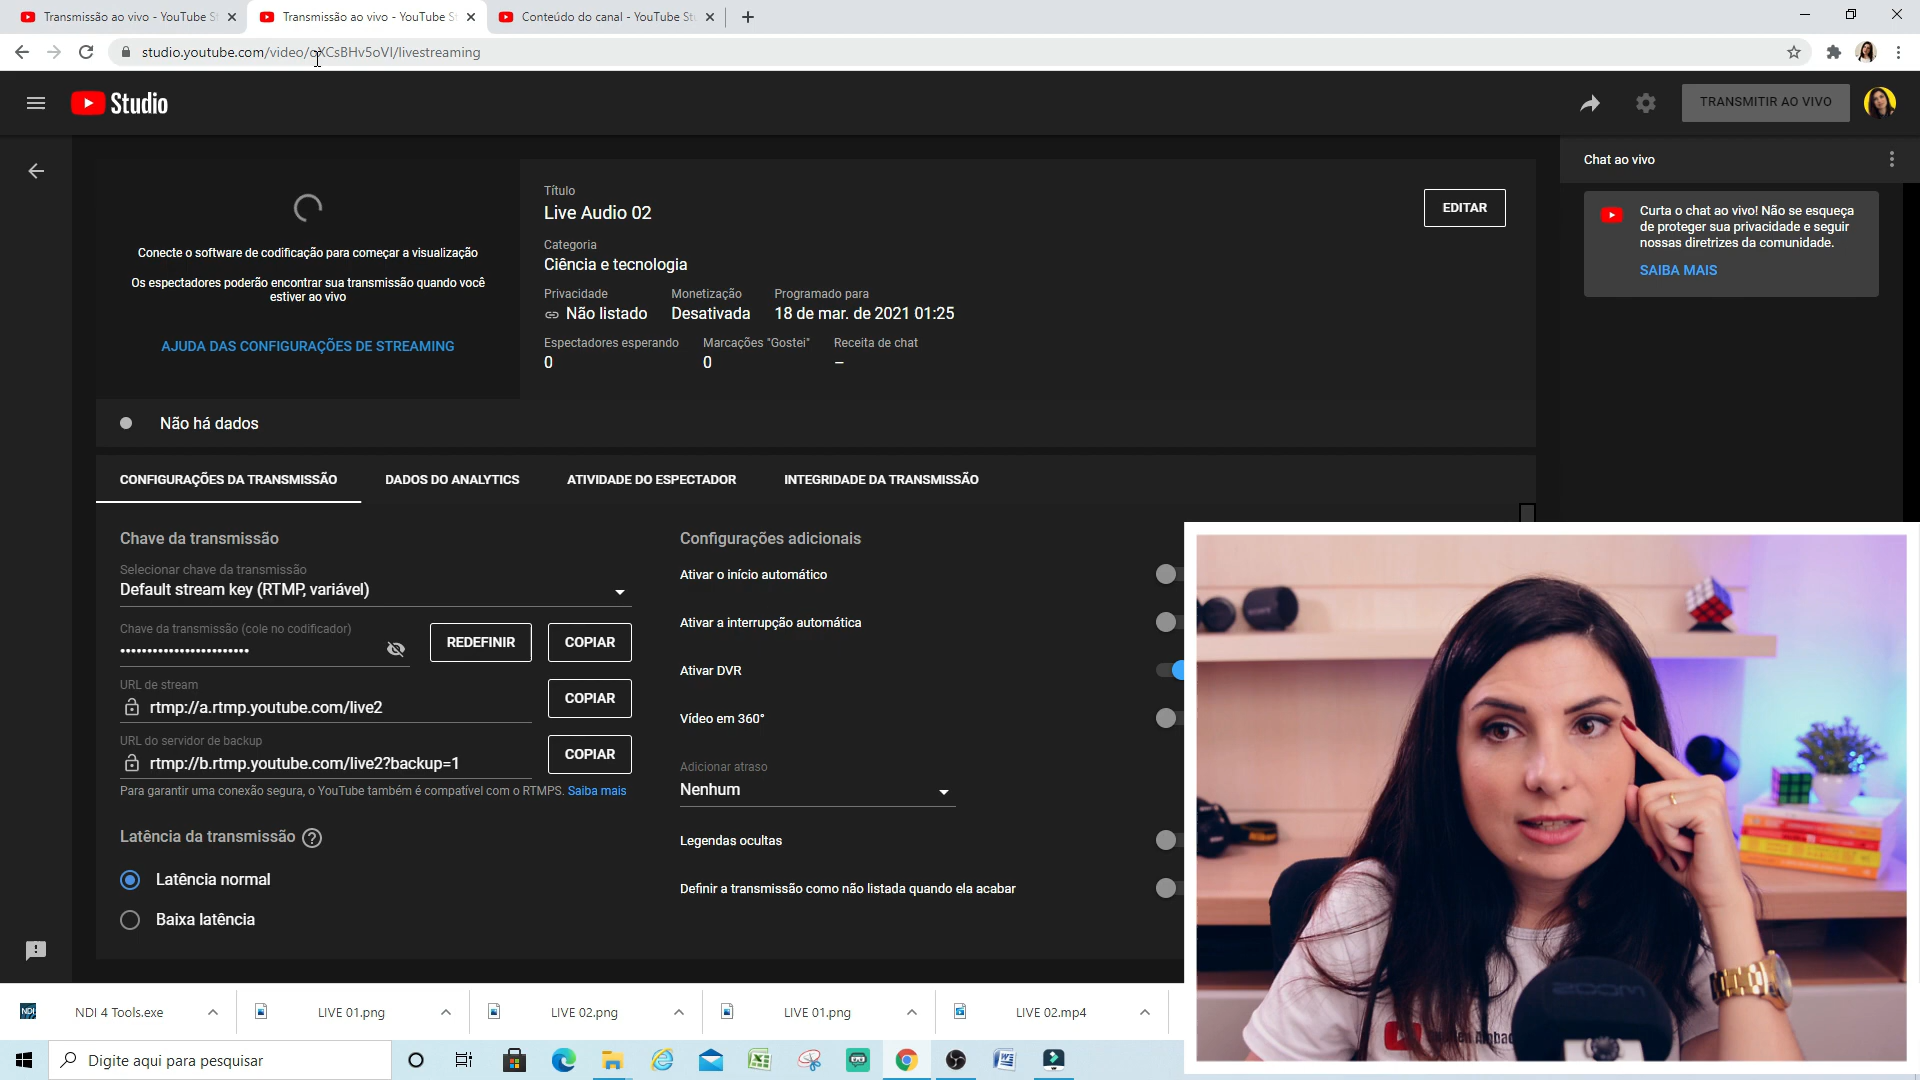 Transmissão ao vivo - YouTube S
Transmissão ao vivo - YouTube S
Conteúdo do canal - YouTube St
studio.youtube.com/video/oXCsBHv5oVI/livestreaming
Studio
TRANSMITIR AO VIVO
Conecte o software de codificação para começar a visualização
Os espectadores poderão encontrar sua transmissão quando você
estiver ao vivo
AJUDA DAS CONFIGURAÇÕES DE STREAMING
Título
Live Audio 02
EDITAR
Categoria
Ciência e tecnologia
Privacidade
Não listado
Monetização
Desativada
Programado para
18 de mar. de 2021 01:25
Espectadores esperando
0
Marcações "Gostei"
0
Receita de chat
–
Chat ao vivo
Curta o chat ao vivo! Não se esqueça
de proteger sua privacidade e seguir
nossas diretrizes da comunidade.
SAIBA MAIS
Não há dados
CONFIGURAÇÕES DA TRANSMISSÃO
DADOS DO ANALYTICS
ATIVIDADE DO ESPECTADOR
INTEGRIDADE DA TRANSMISSÃO
Chave da transmissão
Selecionar chave da transmissão
Default stream key (RTMP, variável)
Chave da transmissão (cole no codificador)
••••••••••••••••••••••••
REDEFINIR
COPIAR
URL de stream
rtmp://a.rtmp.youtube.com/live2
COPIAR
URL do servidor de backup
rtmp://b.rtmp.youtube.com/live2?backup=1
COPIAR
Para garantir uma conexão segura, o YouTube também é compatível com o RTMPS. Saiba mais
Latência da transmissão
Latência normal
Baixa latência
Configurações adicionais
Ativar o início automático
Ativar a interrupção automática
Ativar DVR
Vídeo em 360°
Adicionar atraso
Nenhum
Legendas ocultas
Definir a transmissão como não listada quando ela acabar
ZOOM
NDI
NDI 4 Tools.exe
LIVE 01.png
LIVE 02.png
LIVE 01.png
LIVE 02.mp4
Digite aqui para pesquisar